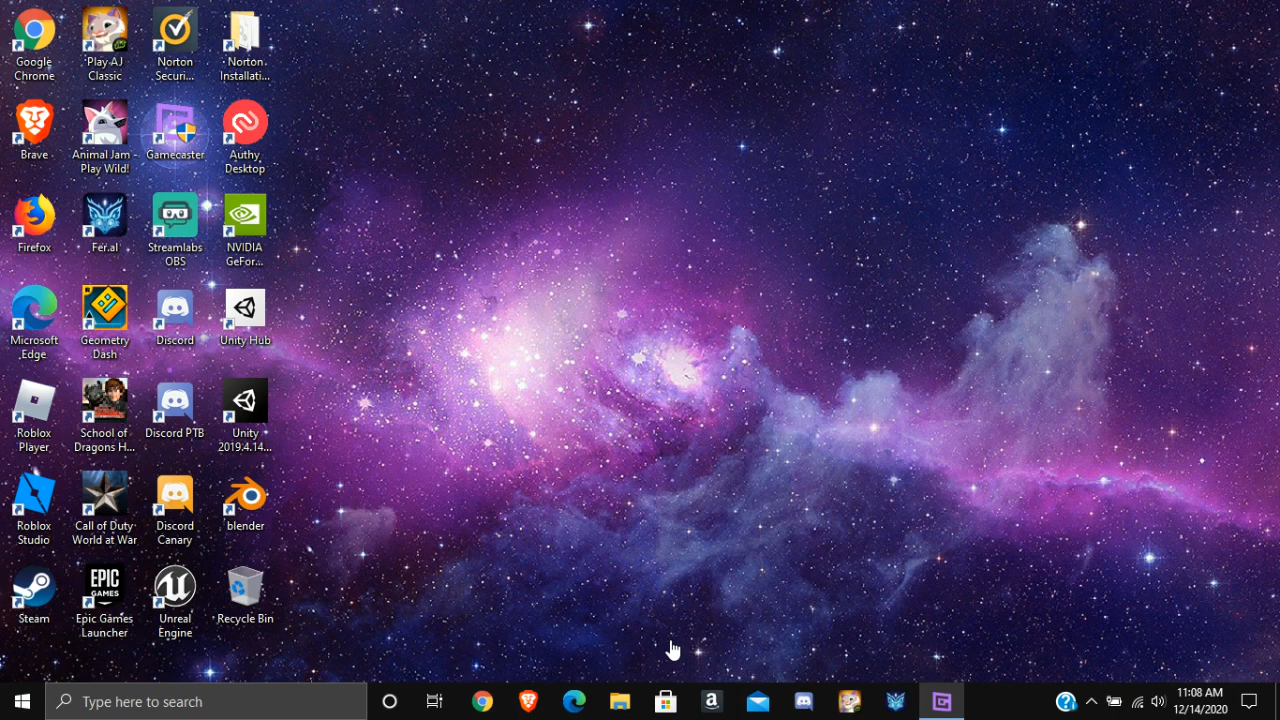 Google
Chrome
Play AJ
Classic
Norton
Securi...
Norton
Installati...
Brave
Animal Jam -
Play Wild!
Gamecaster
Authy
Desktop
Firefox
Fer.al
Streamlabs
OBS
NVIDIA
GeFor...
Microsoft
Edge
Geometry
Dash
Discord
Unity Hub
Roblox
Player
School of
Dragons H...
Discord PTB
Unity
2019.4.14...
Roblox
Studio
Call of Duty
World at War
Discord
Canary
blender
Steam
EPIC
GAMES
Epic Games
Launcher
Unreal
Engine
Recycle Bin
Type here to search
11:08 AM
12/14/2020